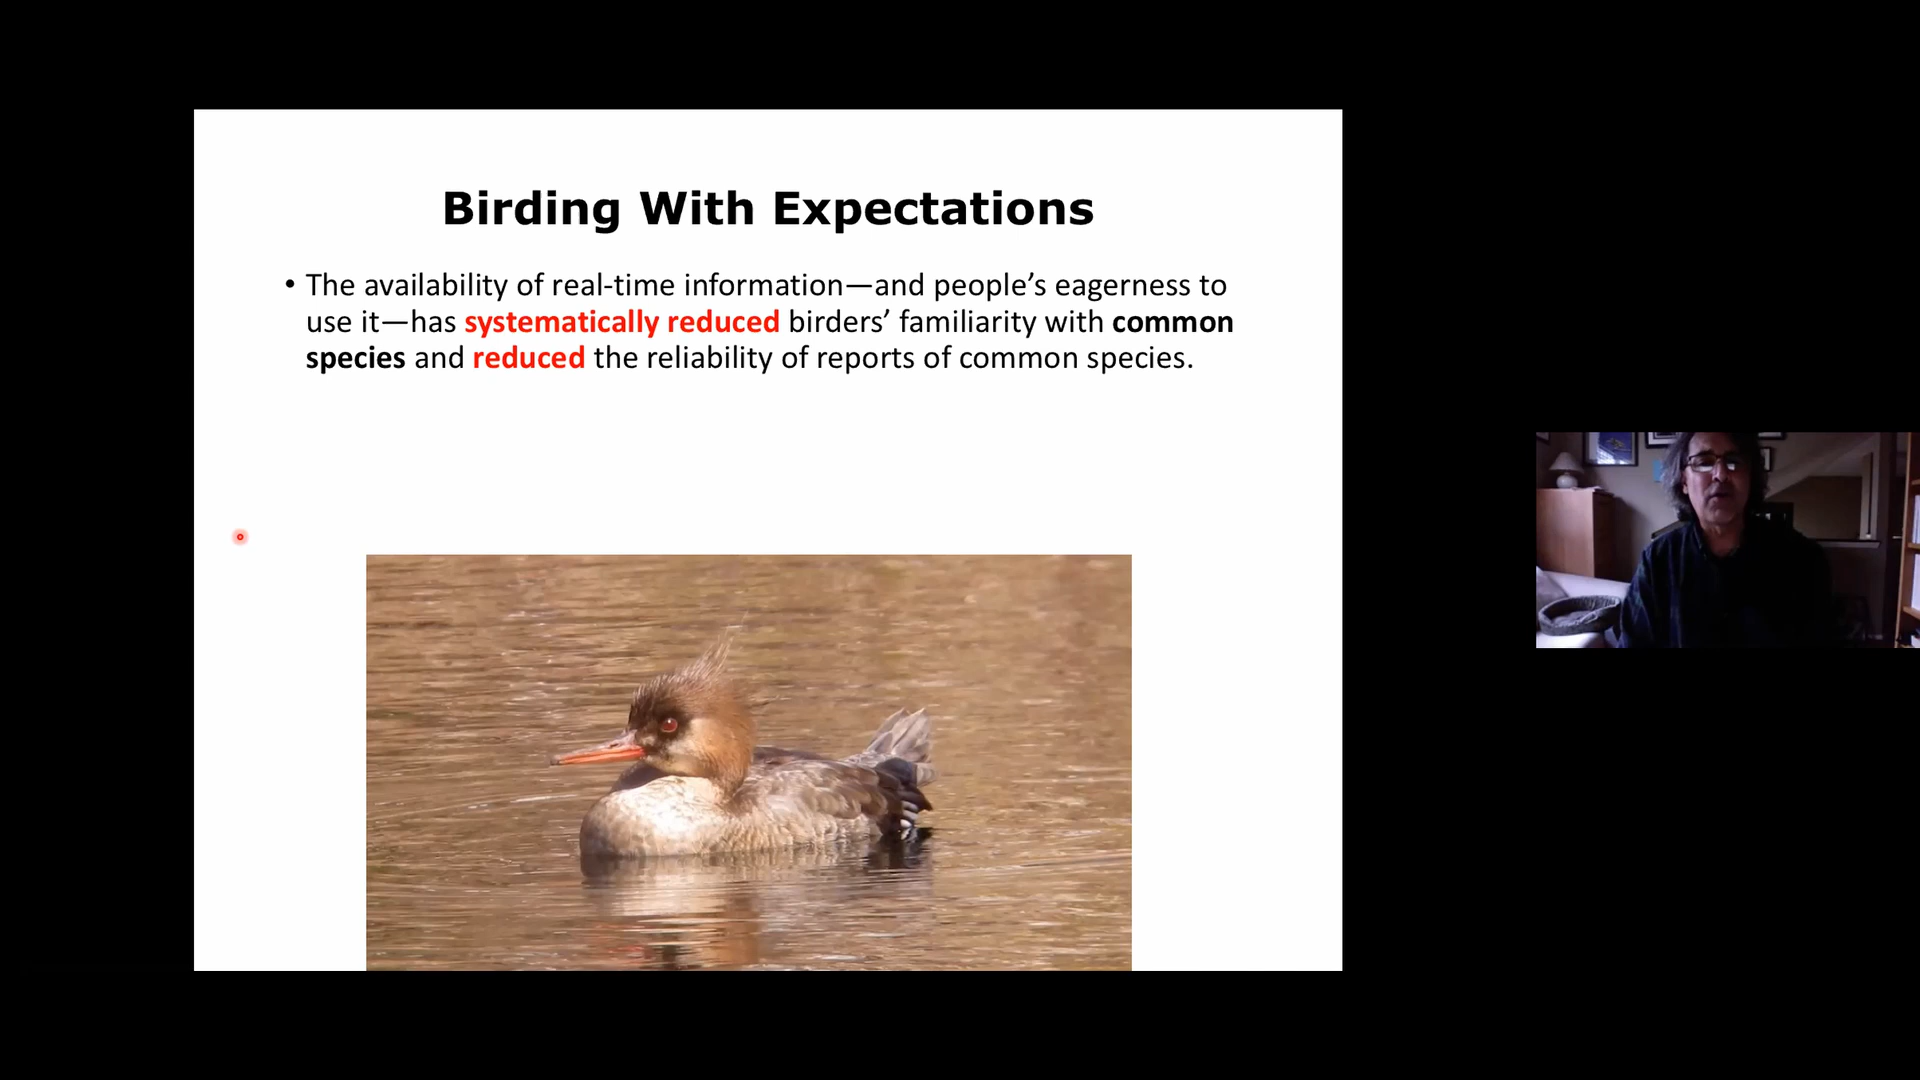 Birding With Expectations
• The availability of real-time information—and people’s eagerness to
use it—has systematically reduced birders’ familiarity with common
species and reduced the reliability of reports of common species.